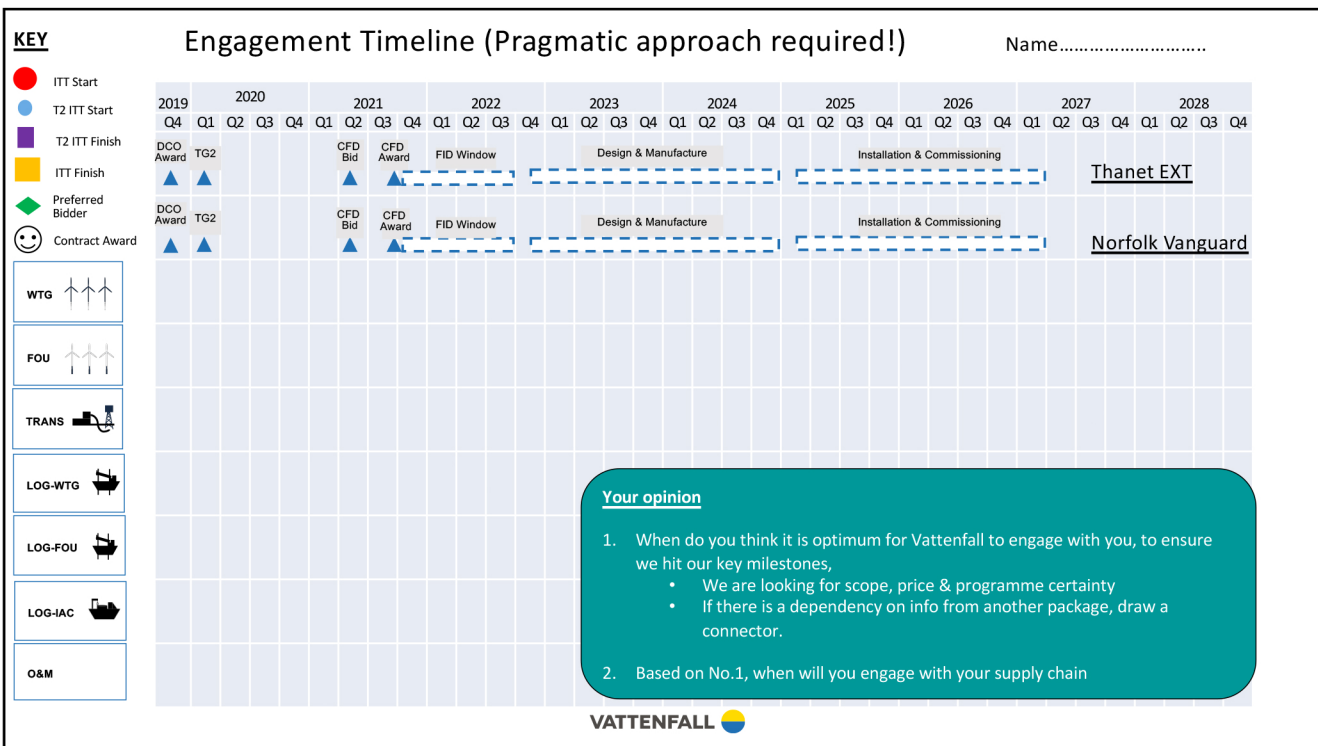 KEY
Engagement Timeline (Pragmatic approach required!)
Name………………………..
ITT Start
T2 ITT Start
T2 ITT Finish
ITT Finish
Preferred
Bidder
Contract Award
2019 2020 2021 2022 2023 2024 2025 2026 2027 2028
Q4 Q1 Q2 Q3 Q4 Q1 Q2 Q3 Q4 Q1 Q2 Q3 Q4 Q1 Q2 Q3 Q4 Q1 Q2 Q3 Q4 Q1 Q2 Q3 Q4 Q1 Q2 Q3 Q4 Q1 Q2 Q3 Q4 Q1 Q2 Q3 Q4
DCO
Award
TG2
CFD
Bid
CFD
Award
FID Window
Design & Manufacture
Installation & Commissioning
Thanet EXT
DCO
Award
TG2
CFD
Bid
CFD
Award
FID Window
Design & Manufacture
Installation & Commissioning
Norfolk Vanguard
WTG
FOU
TRANS
LOG-WTG
LOG-FOU
LOG-IAC
O&M
Your opinion
1. When do you think it is optimum for Vattenfall to engage with you, to ensure
we hit our key milestones,
• We are looking for scope, price & programme certainty
• If there is a dependency on info from another package, draw a
connector.
2. Based on No.1, when will you engage with your supply chain
VATTENFALL